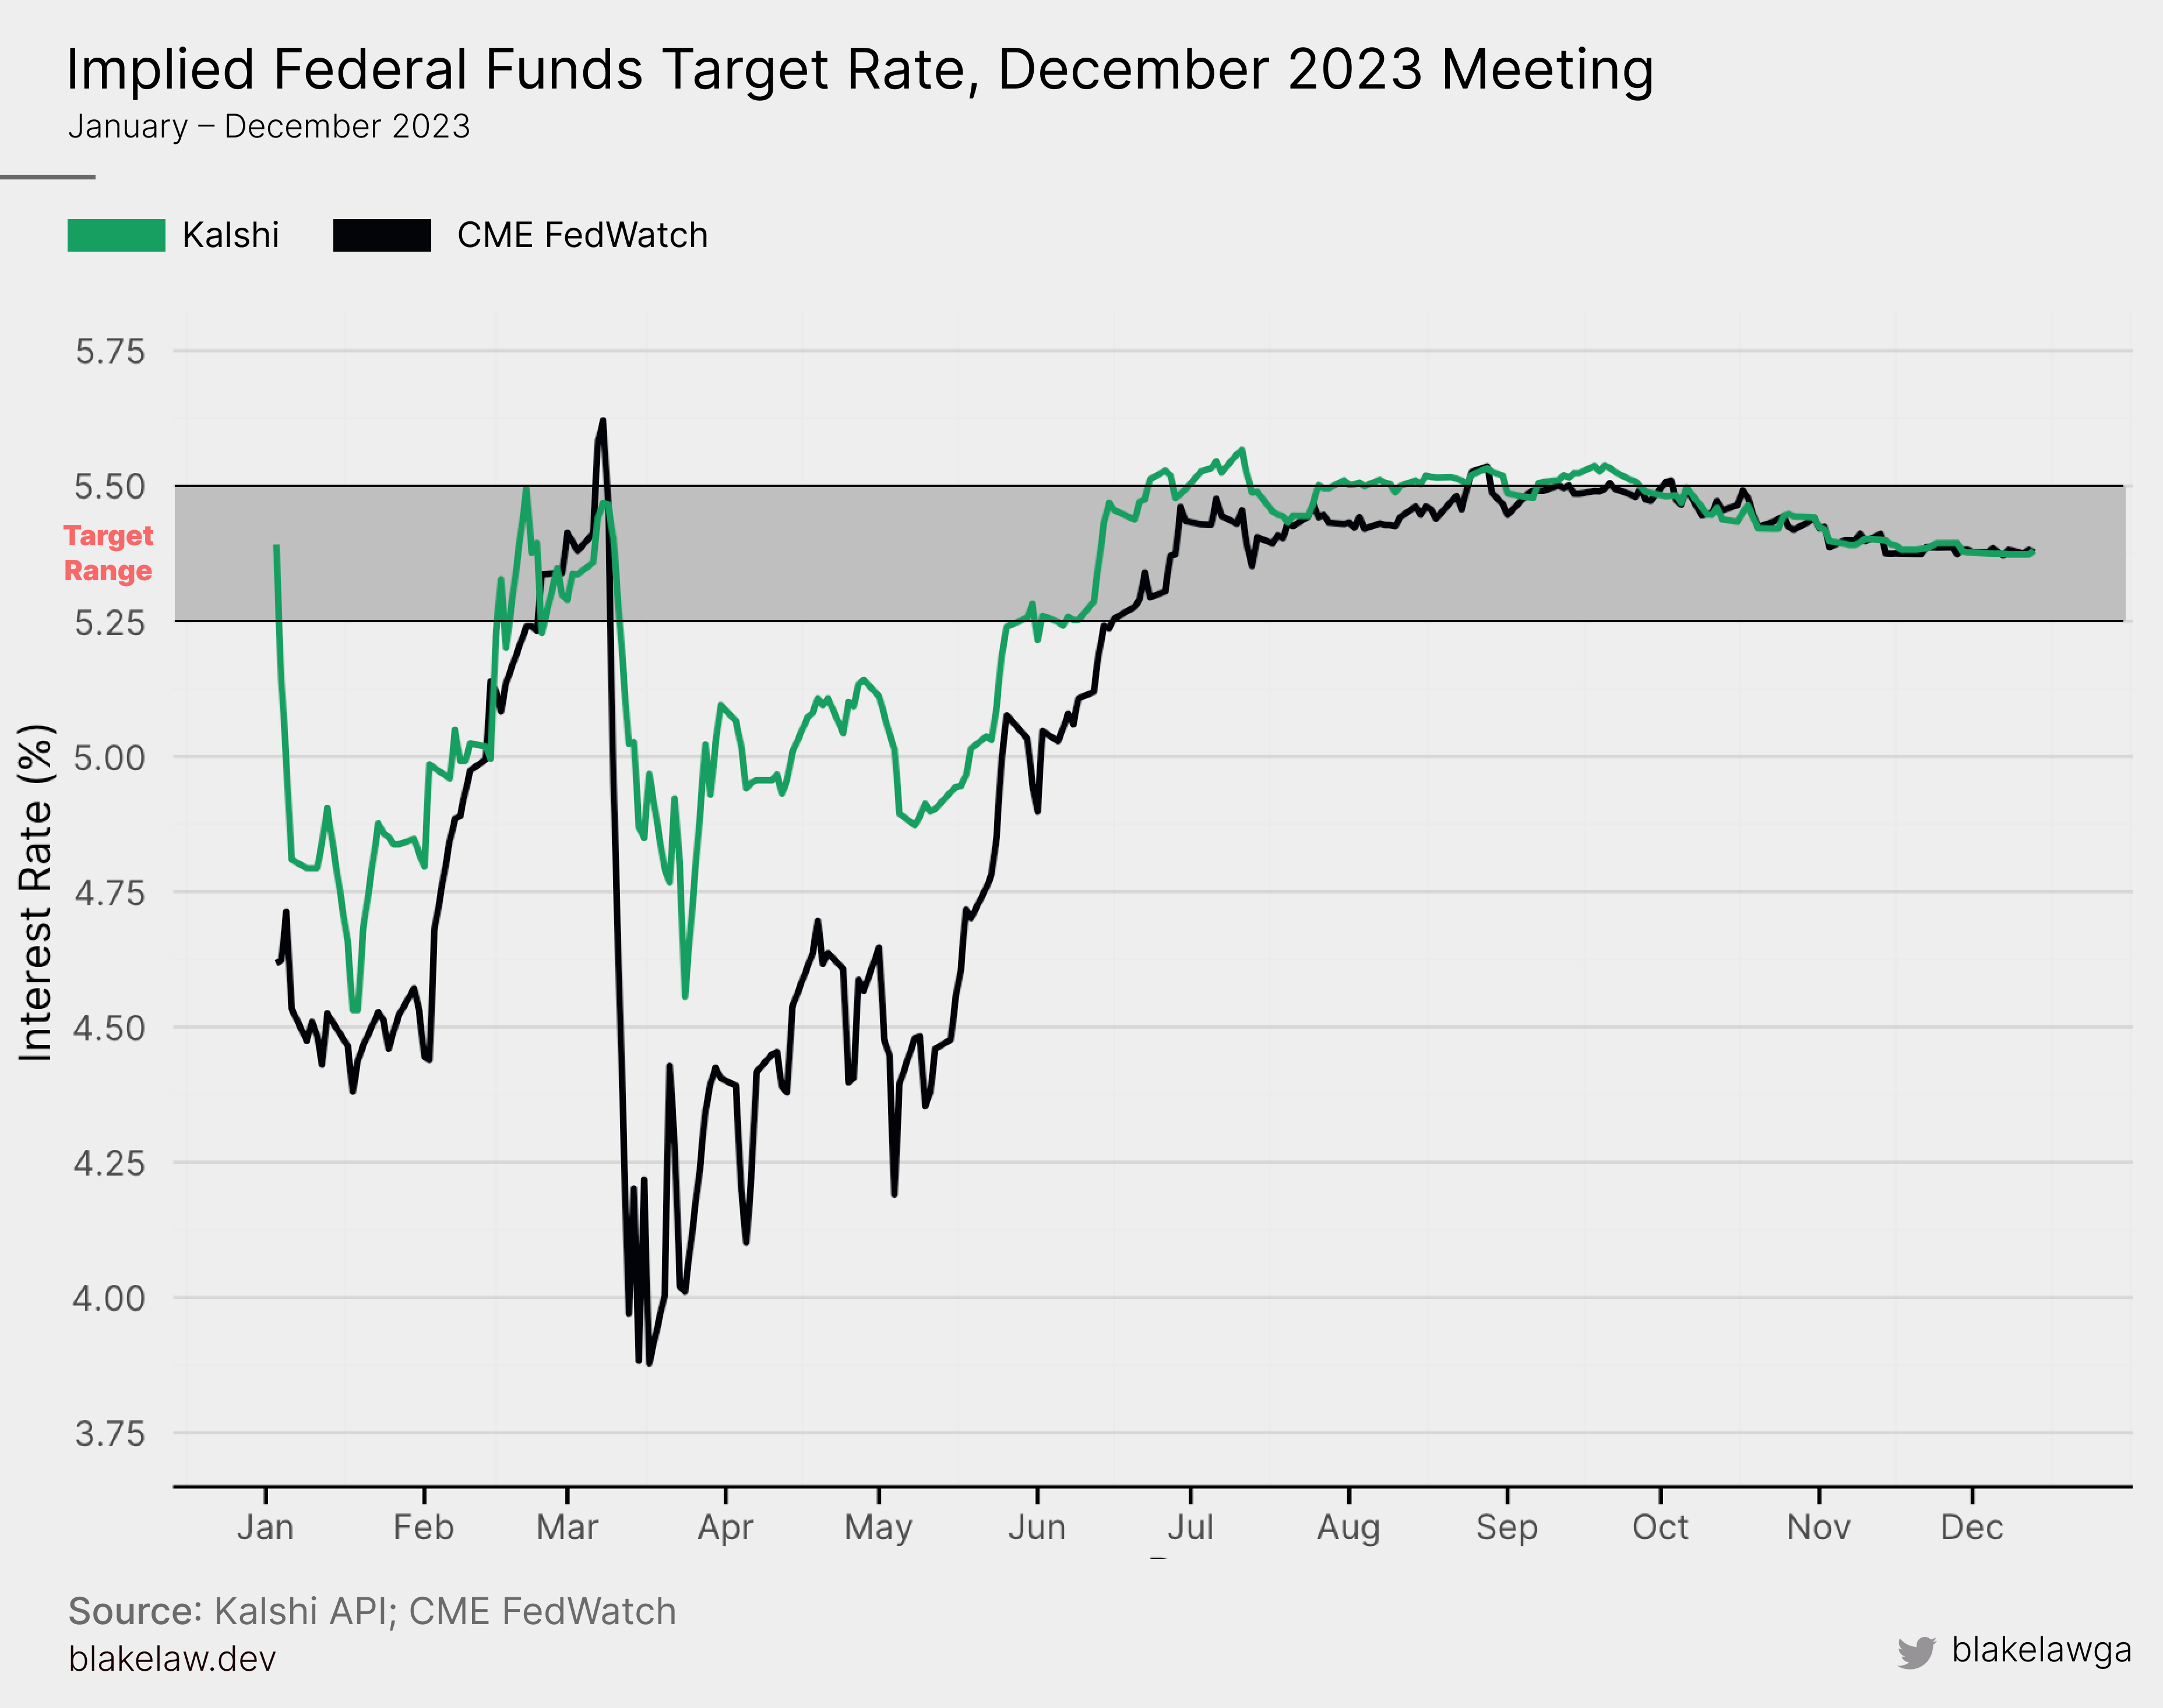 Implied Federal Funds Target Rate, December 2023 Meeting
January – December 2023
Kalshi
CME FedWatch
5.75
5.50
Target
Range
5.25
5.00
4.75
4.50
4.25
4.00
3.75
Interest Rate (%)
Jan Feb Mar Apr May Jun Jul Aug Sep Oct Nov Dec
Source: Kalshi API; CME FedWatch
blakelaw.dev
blakelawga